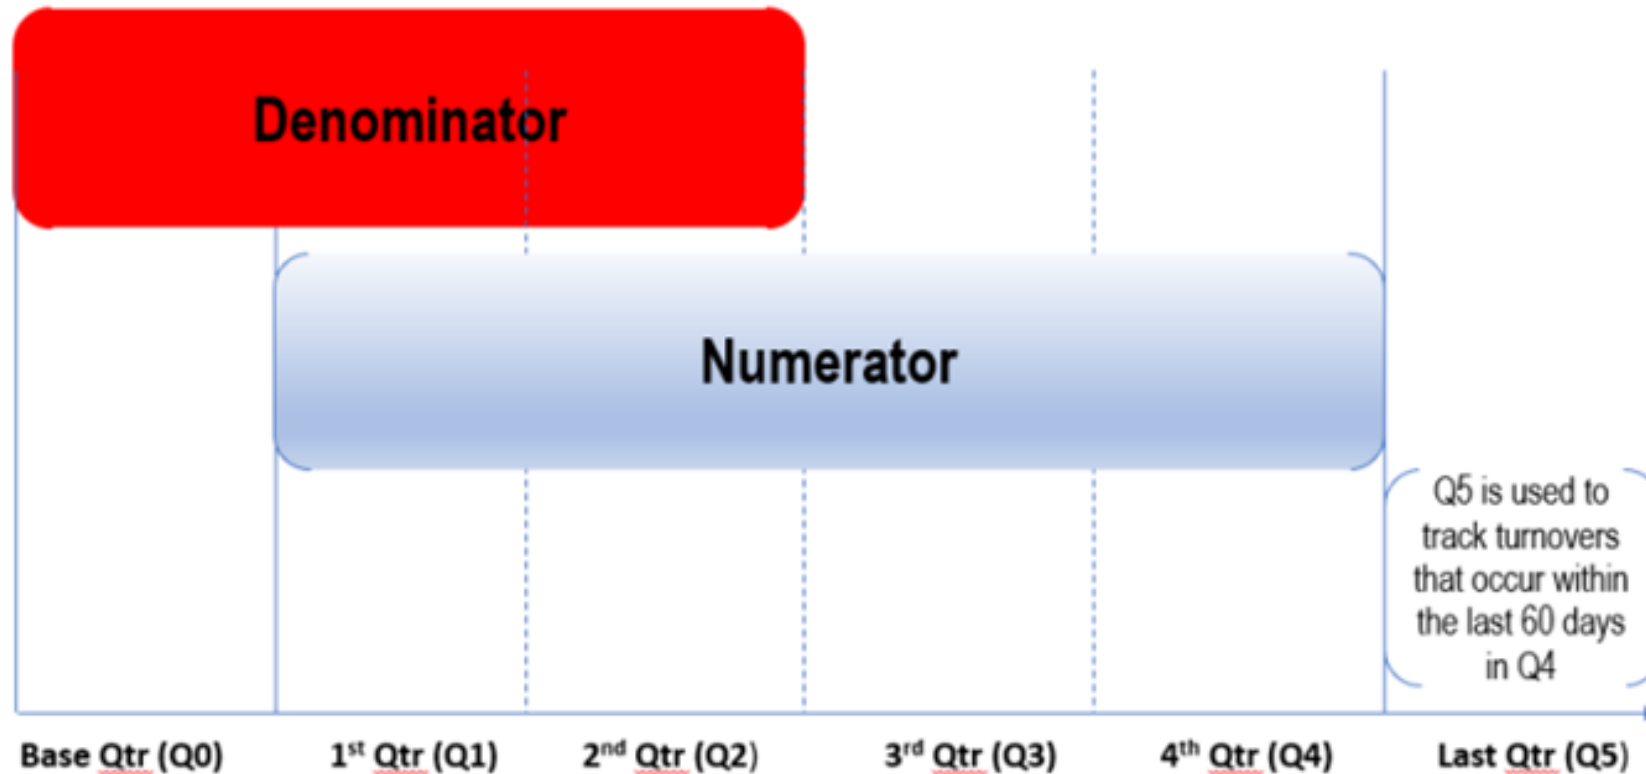 Denominator
Numerator
Q5 is used to
track turnovers
that occur within
the last 60 days
in Q4
Base Qtr (Q0)
1st Qtr (Q1)
2nd Qtr (Q2)
3rd Qtr (Q3)
4th Qtr (Q4)
Last Qtr (Q5)